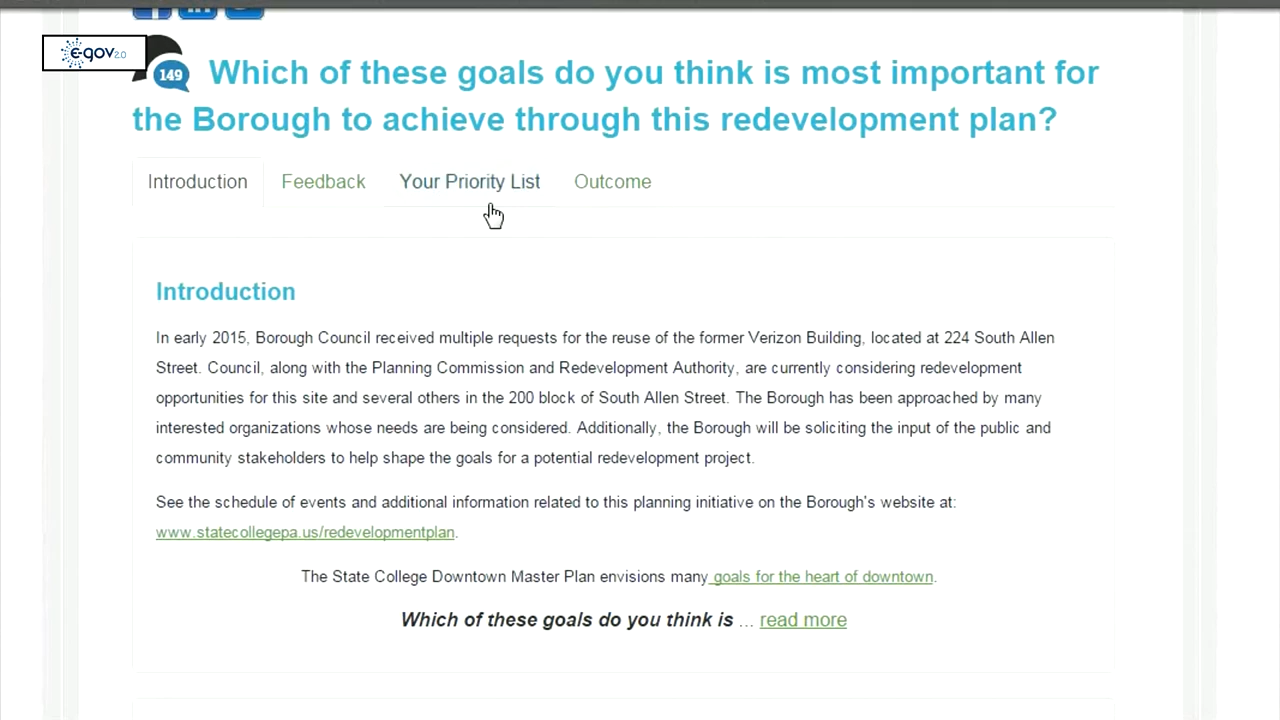 e-gov 2.0
149
Which of these goals do you think is most important for
the Borough to achieve through this redevelopment plan?
Introduction Feedback Your Priority List Outcome
Introduction
In early 2015, Borough Council received multiple requests for the reuse of the former Verizon Building, located at 224 South Allen
Street. Council, along with the Planning Commission and Redevelopment Authority, are currently considering redevelopment
opportunities for this site and several others in the 200 block of South Allen Street. The Borough has been approached by many
interested organizations whose needs are being considered. Additionally, the Borough will be soliciting the input of the public and
community stakeholders to help shape the goals for a potential redevelopment project.
See the schedule of events and additional information related to this planning initiative on the Borough's website at:
www.statecollegepa.us/redevelopmentplan.
The State College Downtown Master Plan envisions many goals for the heart of downtown.
Which of these goals do you think is ... read more